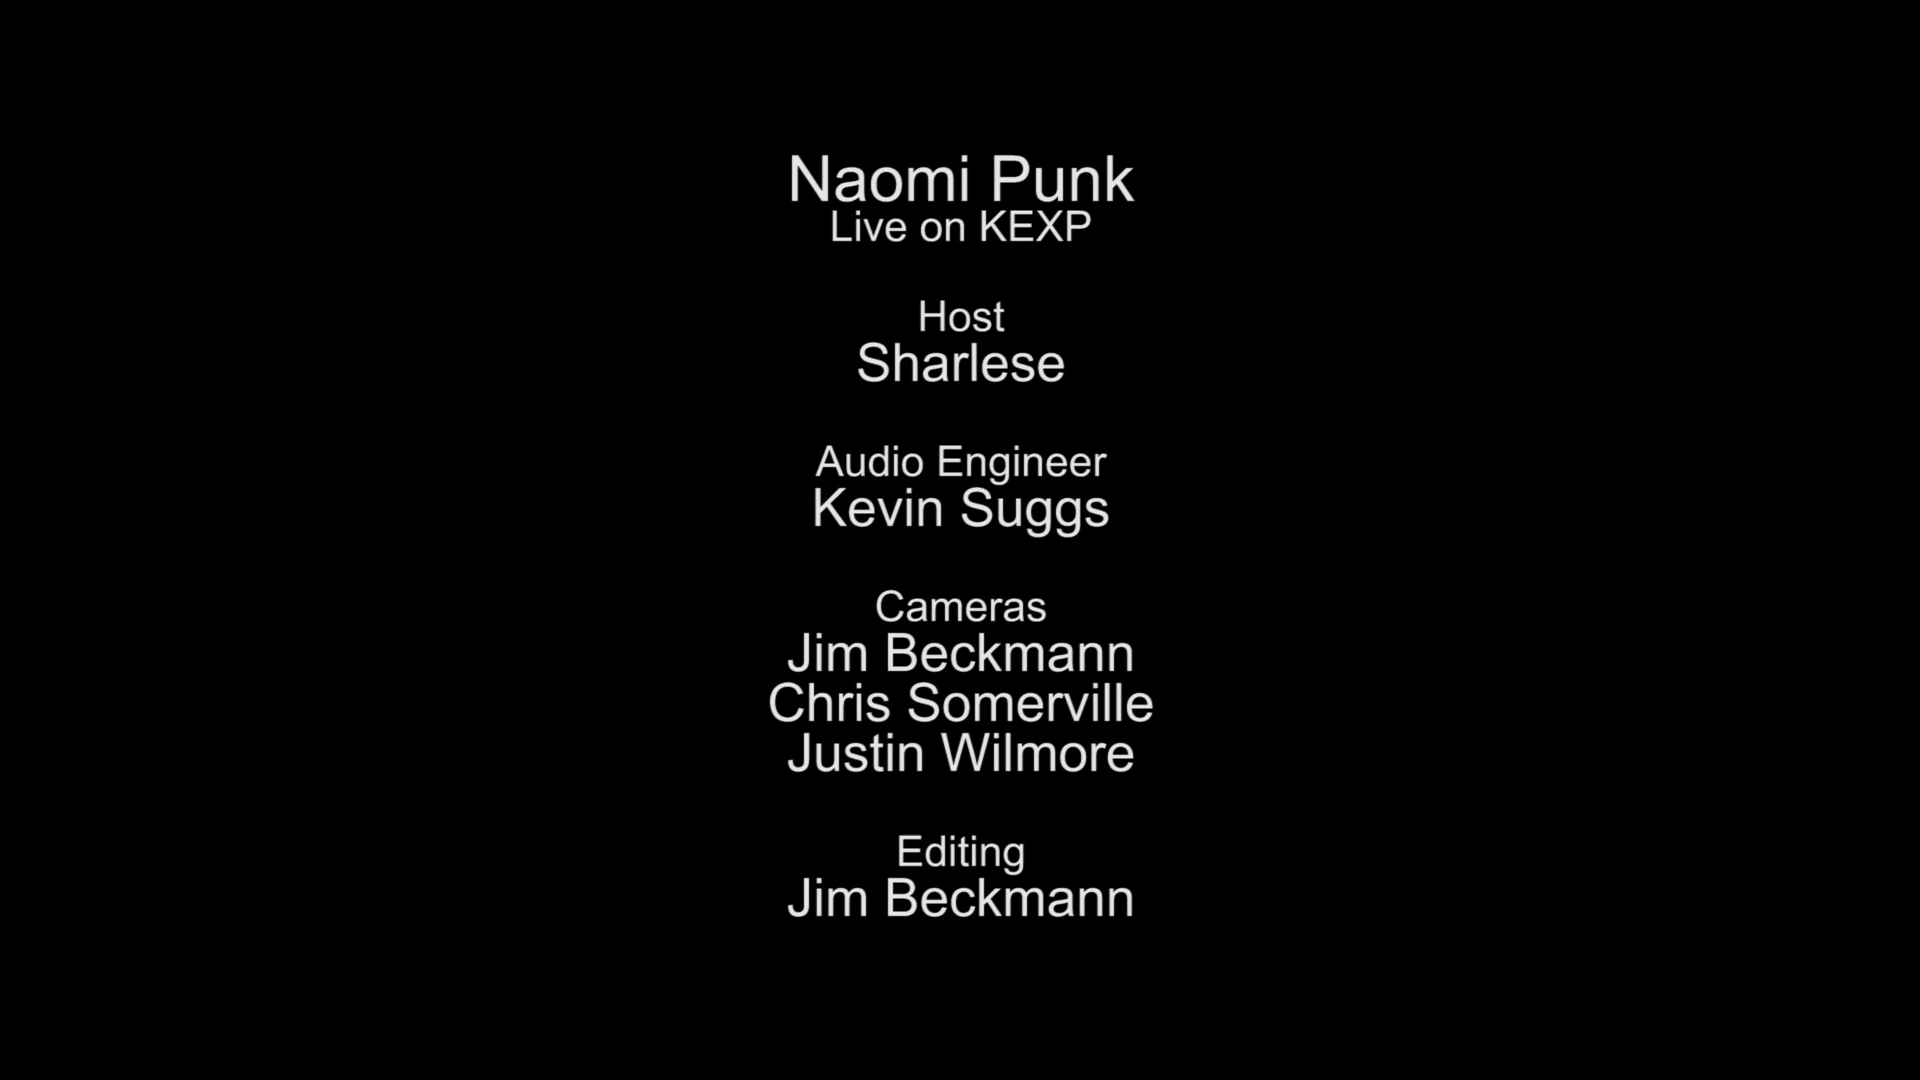 Naomi Punk
Live on KEXP
Host
Sharlese
Audio Engineer
Kevin Suggs
Cameras
Jim Beckmann
Chris Somerville
Justin Wilmore
Editing
Jim Beckmann